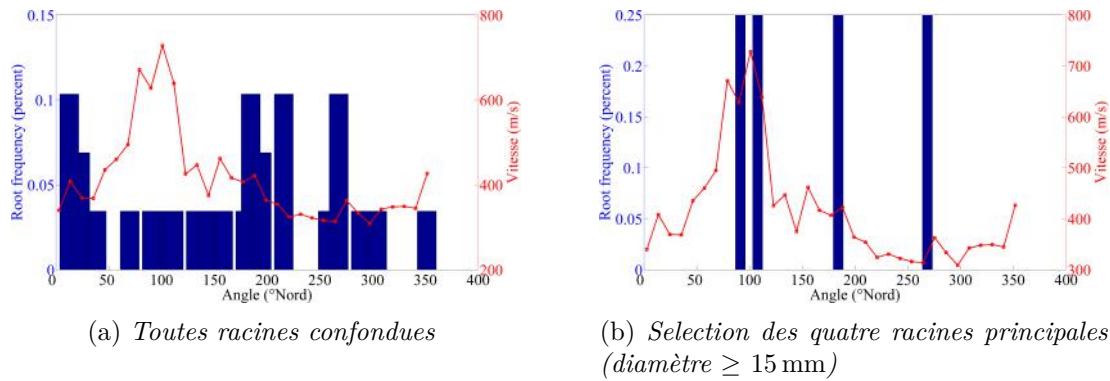 0.15
0.1
0.05
0
Root frequency (percent)
0 50 100 150 200 250 300 350 400
Angle (°Nord)
800
600
400
200
Vitesse (m/s)
(a) Toutes racines confondues
0.25
0.2
0.15
0.1
0.05
0
Root frequency (percent)
0 50 100 150 200 250 300 350 400
Angle (°Nord)
800
700
600
500
400
300
Vitesse (m/s)
(b) Selection des quatre racines principales
(diamètre ≥ 15 mm)